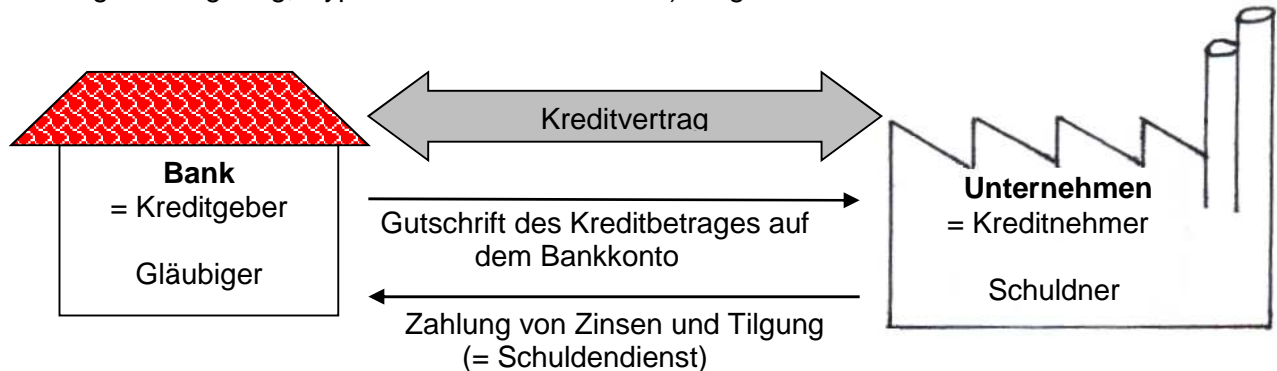 Kreditvertrag
Bank
= Kreditgeber
Gläubiger
Gutschrift des Kreditbetrages auf
dem Bankkonto
Zahlung von Zinsen und Tilgung
(= Schuldendienst)
Unternehmen
= Kreditnehmer
Schuldner